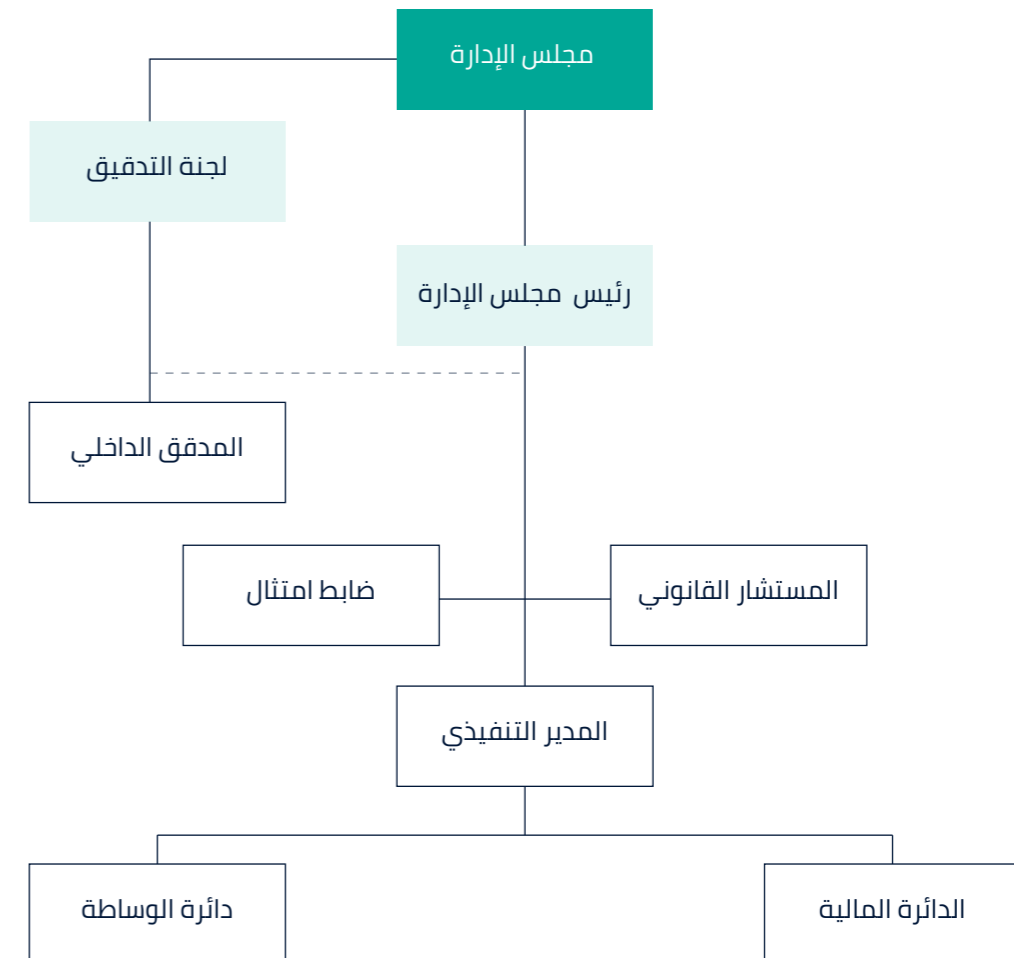 مجلس الإدارة
لجنة التدقيق
رئيس مجلس الإدارة
المدقق الداخلي
المستشار القانوني
ضابط امتثال
المدير التنفيذي
الدائرة المالية
دائرة الوساطة